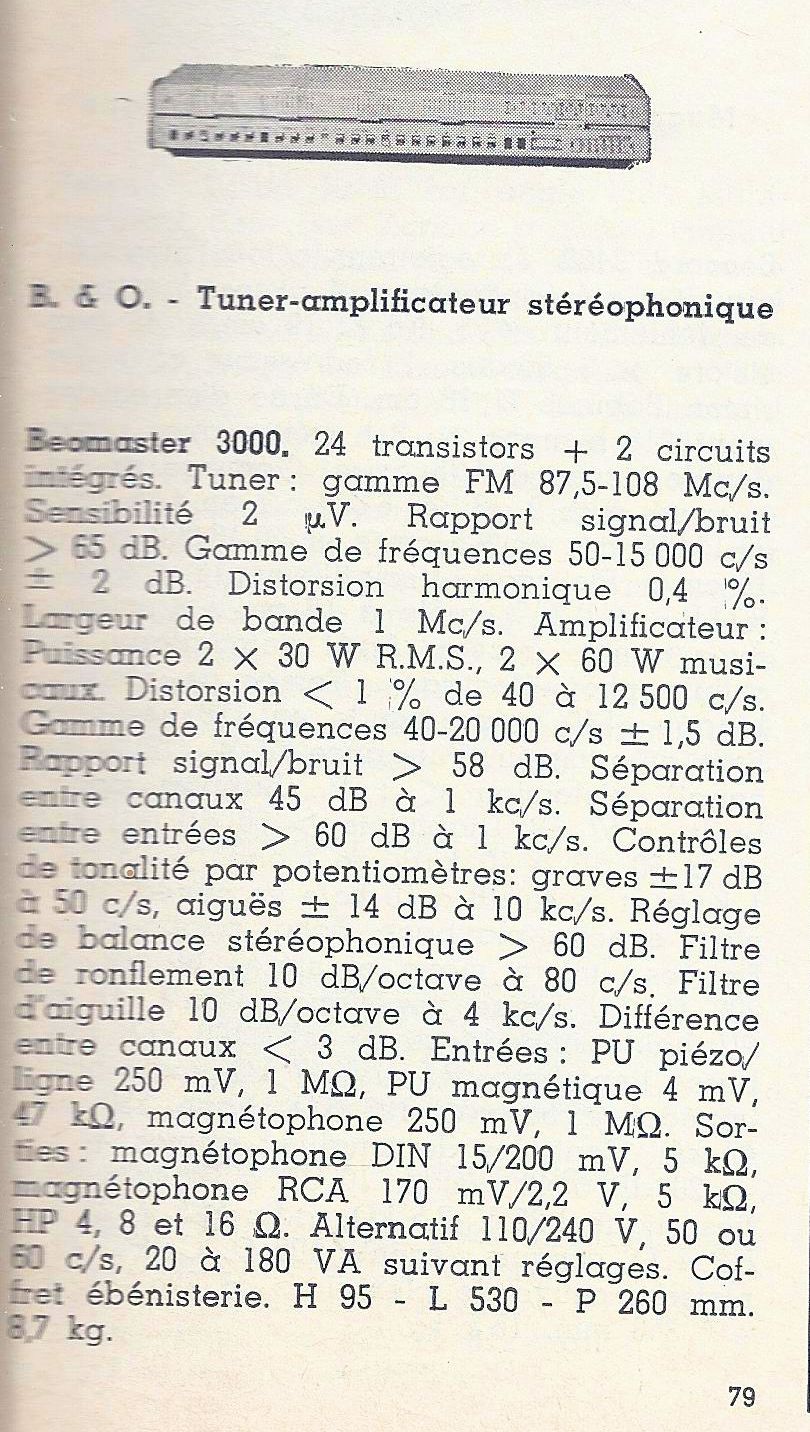 B. & O. - Tuner-amplificateur stéréophonique
Beomaster 3000. 24 transistors + 2 circuits
intégrés. Tuner : gamme FM 87,5-108 Mc/s.
Sensibilité 2 µV. Rapport signal/bruit
> 65 dB. Gamme de fréquences 50-15 000 c/s
± 2 dB. Distorsion harmonique 0,4 %.
Largeur de bande 1 Mc/s. Amplificateur :
Puissance 2 × 30 W R.M.S., 2 × 60 W musi-
caux. Distorsion < 1 % de 40 à 12 500 c/s.
Gamme de fréquences 40-20 000 c/s ± 1,5 dB.
Rapport signal/bruit > 58 dB. Séparation
entre canaux 45 dB à 1 kc/s. Séparation
entre entrées > 60 dB à 1 kc/s. Contrôles
de tonalité par potentiomètres: graves ±17 dB
à 50 c/s, aiguës ± 14 dB à 10 kc/s. Réglage
de balance stéréophonique > 60 dB. Filtre
de ronflement 10 dB/octave à 80 c/s. Filtre
d'aiguille 10 dB/octave à 4 kc/s. Différence
entre canaux < 3 dB. Entrées : PU piézo/
ligne 250 mV, 1 MΩ, PU magnétique 4 mV,
47 kΩ, magnétophone 250 mV, 1 MΩ. Sor-
ties : magnétophone DIN 15/200 mV, 5 kΩ,
magnétophone RCA 170 mV/2,2 V, 5 kΩ,
HP 4, 8 et 16 Ω. Alternatif 110/240 V, 50 ou
60 c/s, 20 à 180 VA suivant réglages. Cof-
fret ébénisterie. H 95 - L 530 - P 260 mm.
8,7 kg.
79